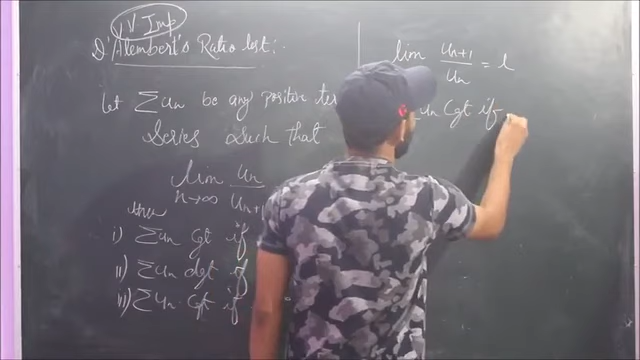 V Imp
D'Alembert's Ratio test:-
Let Σun be any positive ter
Series Such that
lim un
n→∞ un+1
then
i) Σun Cgt if
ii) Σun dgt if
iii) Σun Cgt if
lim un+1 = l
un
un Cgt if